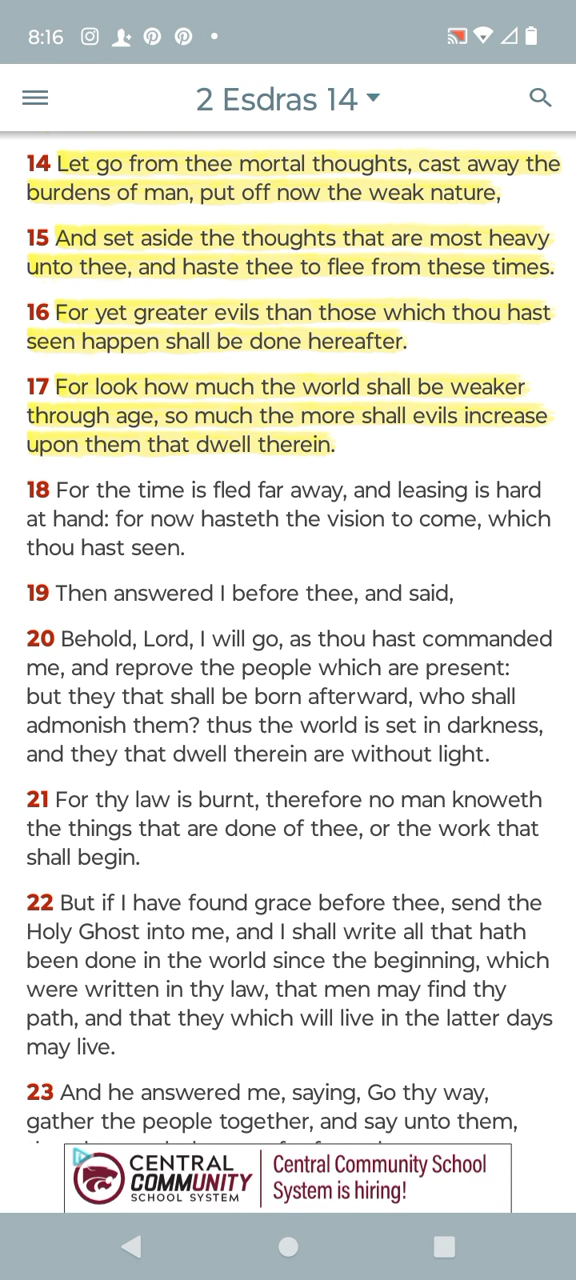 8:16
2 Esdras 14
14 Let go from thee mortal thoughts, cast away the
burdens of man, put off now the weak nature,
15 And set aside the thoughts that are most heavy
unto thee, and haste thee to flee from these times.
16 For yet greater evils than those which thou hast
seen happen shall be done hereafter.
17 For look how much the world shall be weaker
through age, so much the more shall evils increase
upon them that dwell therein.
18 For the time is fled far away, and leasing is hard
at hand: for now hasteth the vision to come, which
thou hast seen.
19 Then answered I before thee, and said,
20 Behold, Lord, I will go, as thou hast commanded
me, and reprove the people which are present:
but they that shall be born afterward, who shall
admonish them? thus the world is set in darkness,
and they that dwell therein are without light.
21 For thy law is burnt, therefore no man knoweth
the things that are done of thee, or the work that
shall begin.
22 But if I have found grace before thee, send the
Holy Ghost into me, and I shall write all that hath
been done in the world since the beginning, which
were written in thy law, that men may find thy
path, and that they which will live in the latter days
may live.
23 And he answered me, saying, Go thy way,
gather the people together, and say unto them,
CENTRAL
COMMUNITY
SCHOOL SYSTEM
Central Community School
System is hiring!